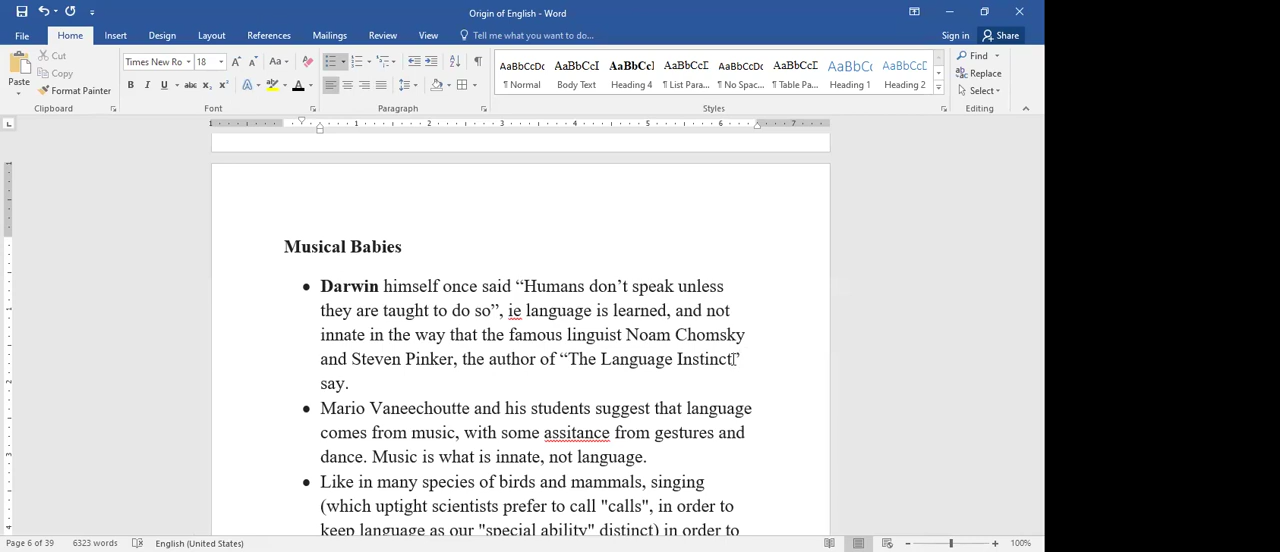 Origin of English - Word
File Home Insert Design Layout References Mailings Review View Tell me what you want to do... Sign in Share
Paste Cut Copy Format Painter
Times New Ro 18
AaBbCcDc AaBbCcI AaBbCcI AaBbCcI AaBbCcDc AaBbCcI AaBbC AaBbCcI
¶ Normal Body Text Heading 4 ¶ List Para... ¶ No Spac... ¶ Table Pa... Heading 1 Heading 2
Find Replace Select
Clipboard Font Paragraph Styles Editing
Musical Babies
• Darwin himself once said “Humans don’t speak unless
they are taught to do so”, ie language is learned, and not
innate in the way that the famous linguist Noam Chomsky
and Steven Pinker, the author of “The Language Instinct”
say.
• Mario Vaneechoutte and his students suggest that language
comes from music, with some assitance from gestures and
dance. Music is what is innate, not language.
• Like in many species of birds and mammals, singing
(which uptight scientists prefer to call "calls", in order to
keep language as our "special ability" distinct) in order to
Page 6 of 39 6323 words English (United States) 100%